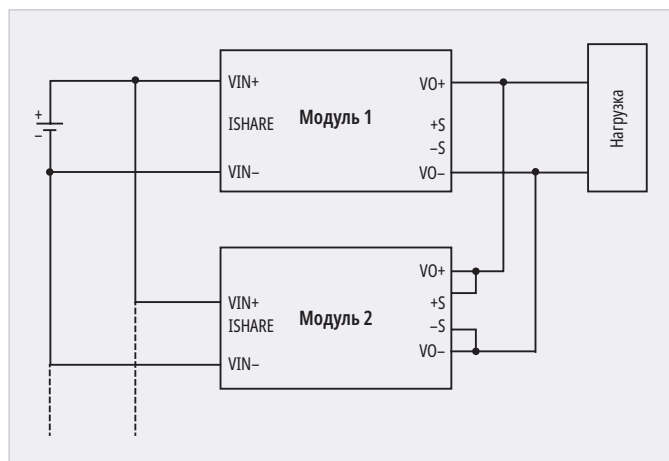 VIN+
VO+
+
ISHARE
Модуль 1
+S
−
−S
VIN−
VO−
Нагрузка
VO+
VIN+
+S
ISHARE
Модуль 2
−S
VIN−
VO−